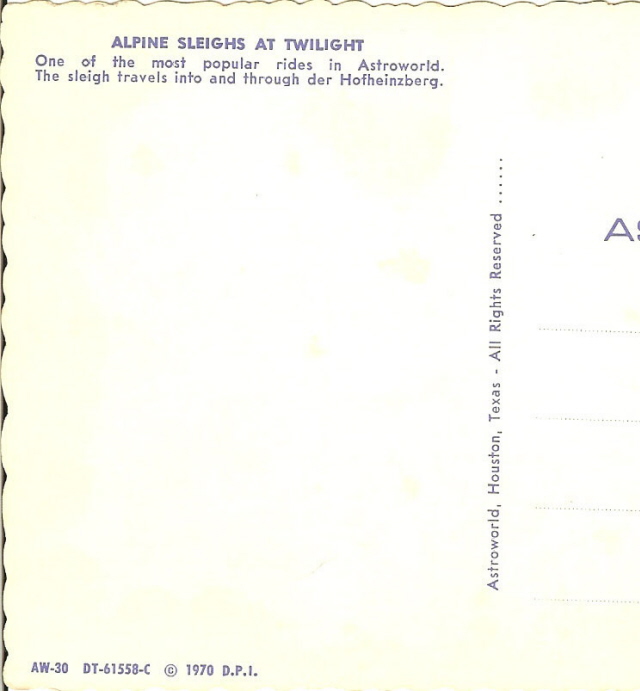 ALPINE SLEIGHS AT TWILIGHT
One of the most popular rides in Astroworld.
The sleigh travels into and through der Hofheinzberg.
Astroworld, Houston, Texas - All Rights Reserved ......
AS
AW-30 DT-61558-C © 1970 D.P.I.